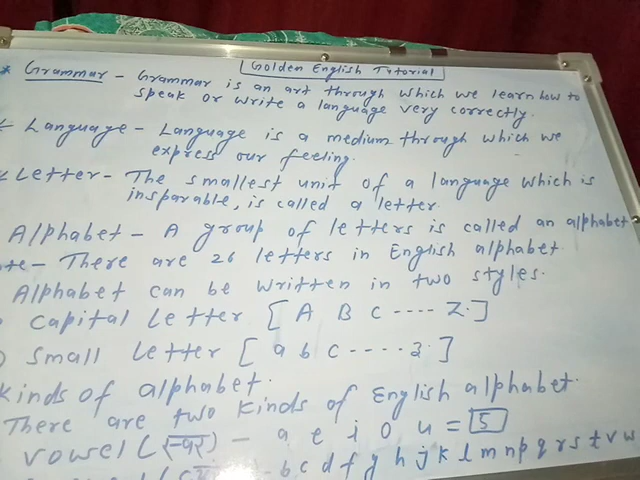 Golden English Tutorial
* Grammar - Grammar is an art through which we learn how to
speak or write a language very correctly.
Language - Language is a medium through which we
express our feeling.
Letter - The smallest unit of a language which is
insparable, is called a letter
Alphabet - A group of letters is called an alphabet
te - There are 26 letters in English alphabet
Alphabet can be written in two styles.
Capital letter [ A B C ---- Z. ]
Small letter [ a b c ---- z. ]
Kinds of alphabet.
There are two kinds of English alphabet.
vowel (स्वर) - a e i o u = 5
b c d f g h j k l m n p q r s t v w